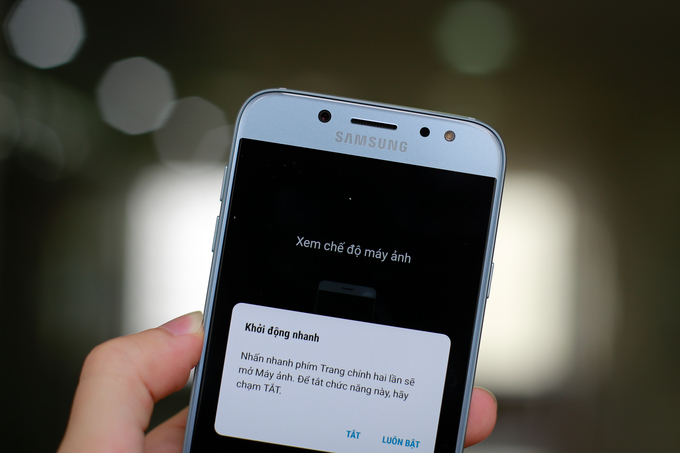 SAMSUNG
Xem chế độ máy ảnh
Khởi động nhanh
Nhấn nhanh phím Trang chính hai lần sẽ
mở Máy ảnh. Để tắt chức năng này, hãy
chạm TẮT.
TẮT LUÔN BẬT